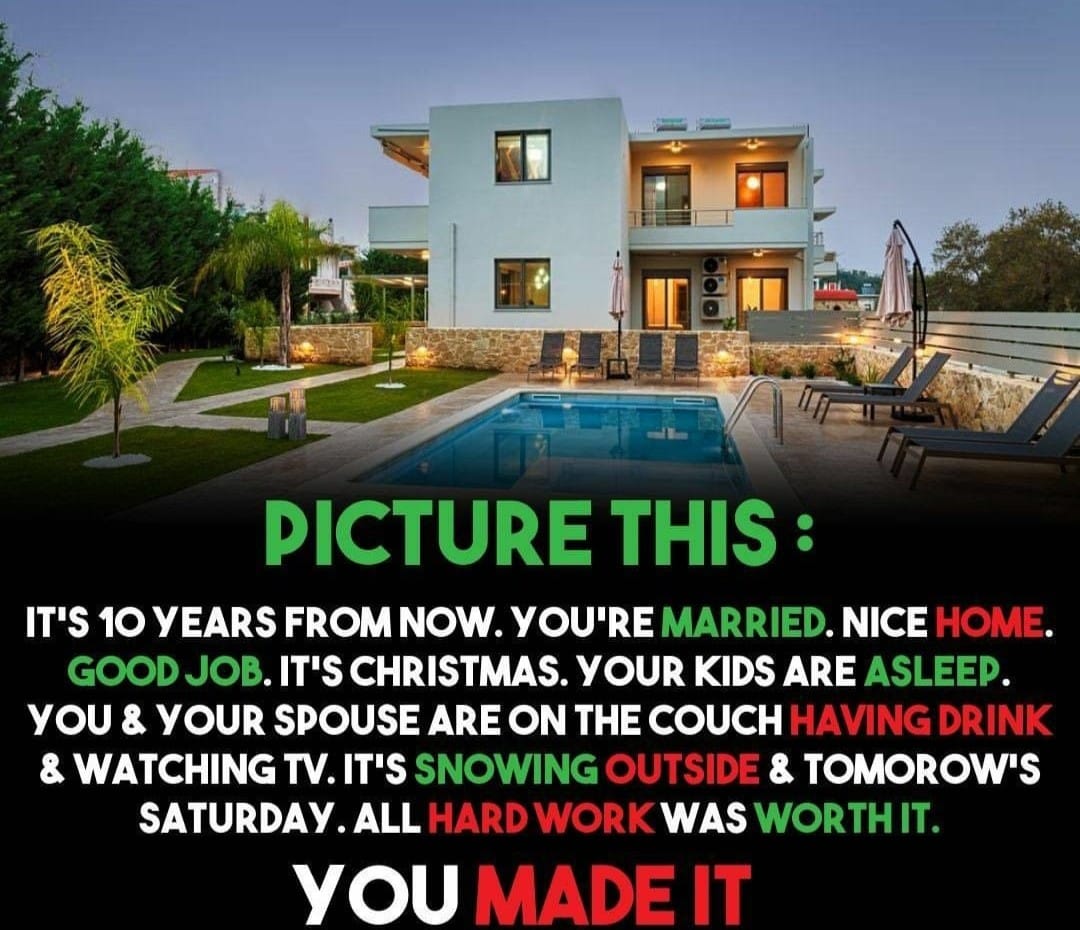 PICTURE THIS :
IT'S 10 YEARS FROM NOW. YOU'RE MARRIED. NICE HOME.
GOOD JOB. IT'S CHRISTMAS. YOUR KIDS ARE ASLEEP.
YOU & YOUR SPOUSE ARE ON THE COUCH HAVING DRINK
& WATCHING TV. IT'S SNOWING OUTSIDE & TOMOROW'S
SATURDAY. ALL HARD WORK WAS WORTH IT.
YOU MADE IT